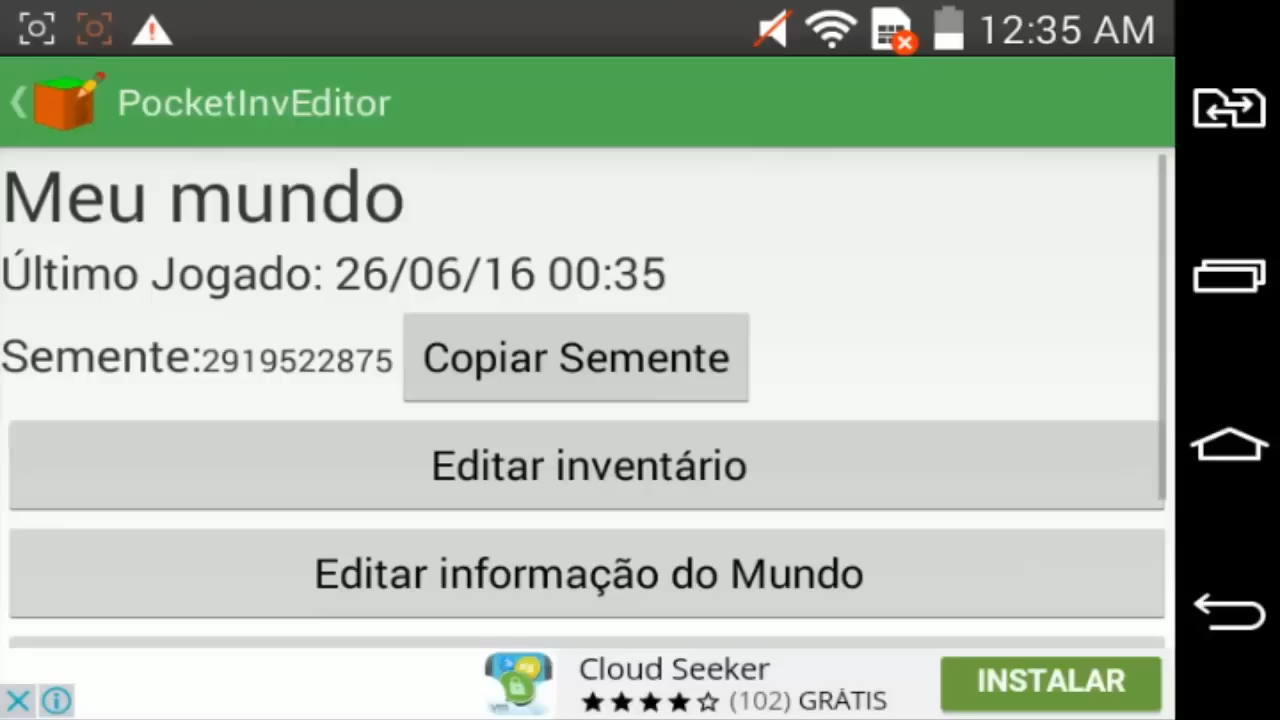 12:35 AM
PocketInvEditor
Meu mundo
Último Jogado: 26/06/16 00:35
Semente:2919522875 Copiar Semente
Editar inventário
Editar informação do Mundo
Cloud Seeker
(102) GRÁTIS
INSTALAR